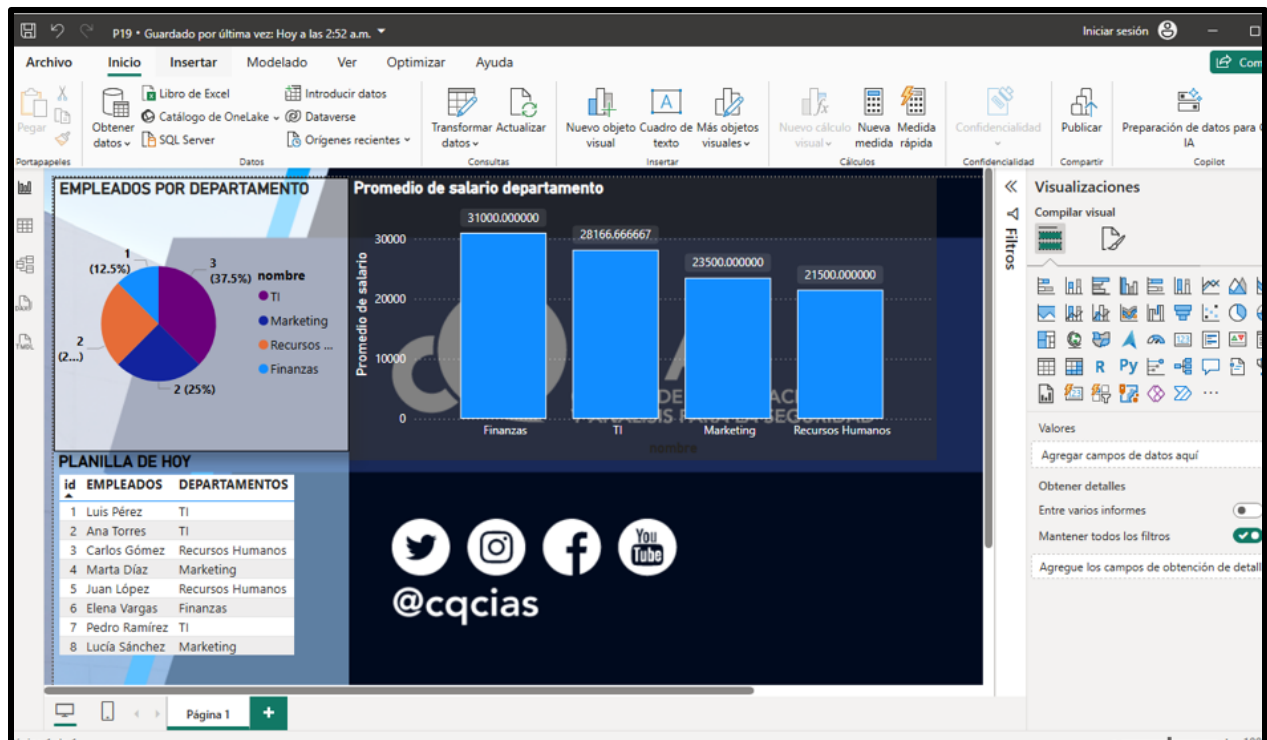 P19 • Guardado por última vez: Hoy a las 2:52 a.m.
Iniciar sesión
Archivo Inicio Insertar Modelado Ver Optimizar Ayuda
Pegar
Portapapeles
Obtener datos
Libro de Excel
Catálogo de OneLake
SQL Server
Introducir datos
Dataverse
Orígenes recientes
Datos
Transformar datos
Actualizar
Consultas
Nuevo objeto visual
Cuadro de texto
Más objetos visuales
Insertar
Nuevo cálculo visual
Nueva medida
Medida rápida
Cálculos
Confidencialidad
Confidencialidad
Publicar
Compartir
Preparación de datos para
IA
Copilot
EMPLEADOS POR DEPARTAMENTO
1
(12.5%)
3
(37.5%)
2
(2...)
2 (25%)
nombre
TI
Marketing
Recursos ...
Finanzas
Promedio de salario departamento
Promedio de salario
30000
20000
10000
0
31000.000000
28166.666667
23500.000000
21500.000000
Finanzas TI Marketing Recursos Humanos
nombre
PLANILLA DE HOY
id EMPLEADOS DEPARTAMENTOS
1 Luis Pérez TI
2 Ana Torres TI
3 Carlos Gómez Recursos Humanos
4 Marta Díaz Marketing
5 Juan López Recursos Humanos
6 Elena Vargas Finanzas
7 Pedro Ramírez TI
8 Lucía Sánchez Marketing
You
Tube
@cqcias
Filtros
Visualizaciones
Compilar visual
123
R Py
Valores
Agregar campos de datos aquí
Obtener detalles
Entre varios informes
Mantener todos los filtros
Agregue los campos de obtención de detall
Página 1